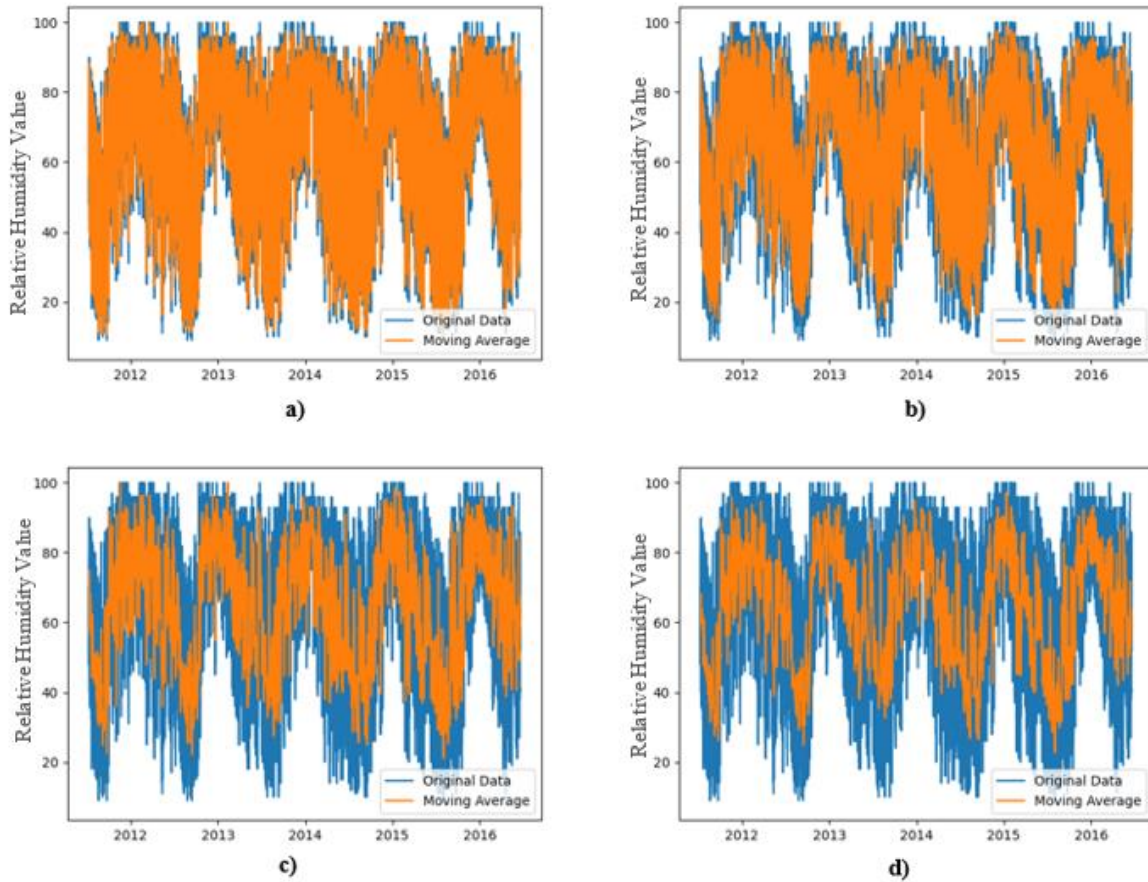 Relative Humidity Value
100
80
60
40
20
Original Data
Moving Average
2012 2013 2014 2015 2016
a)
Relative Humidity Value
100
80
60
40
20
Original Data
Moving Average
2012 2013 2014 2015 2016
b)
Relative Humidity Value
100
80
60
40
20
Original Data
Moving Average
2012 2013 2014 2015 2016
c)
Relative Humidity Value
100
80
60
40
20
Original Data
Moving Average
2012 2013 2014 2015 2016
d)